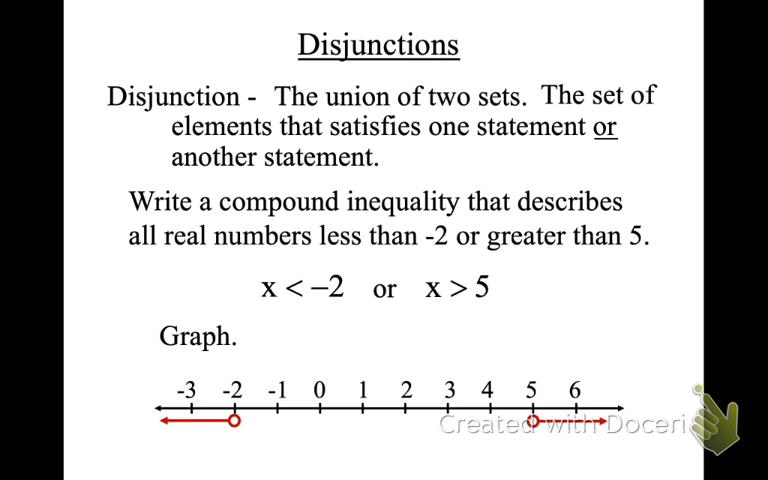 Disjunctions
Disjunction - The union of two sets. The set of
elements that satisfies one statement or
another statement.
Write a compound inequality that describes
all real numbers less than -2 or greater than 5.
x < −2 or x > 5
Graph.
-3 -2 -1 0 1 2 3 4 5 6
Created with Doceri